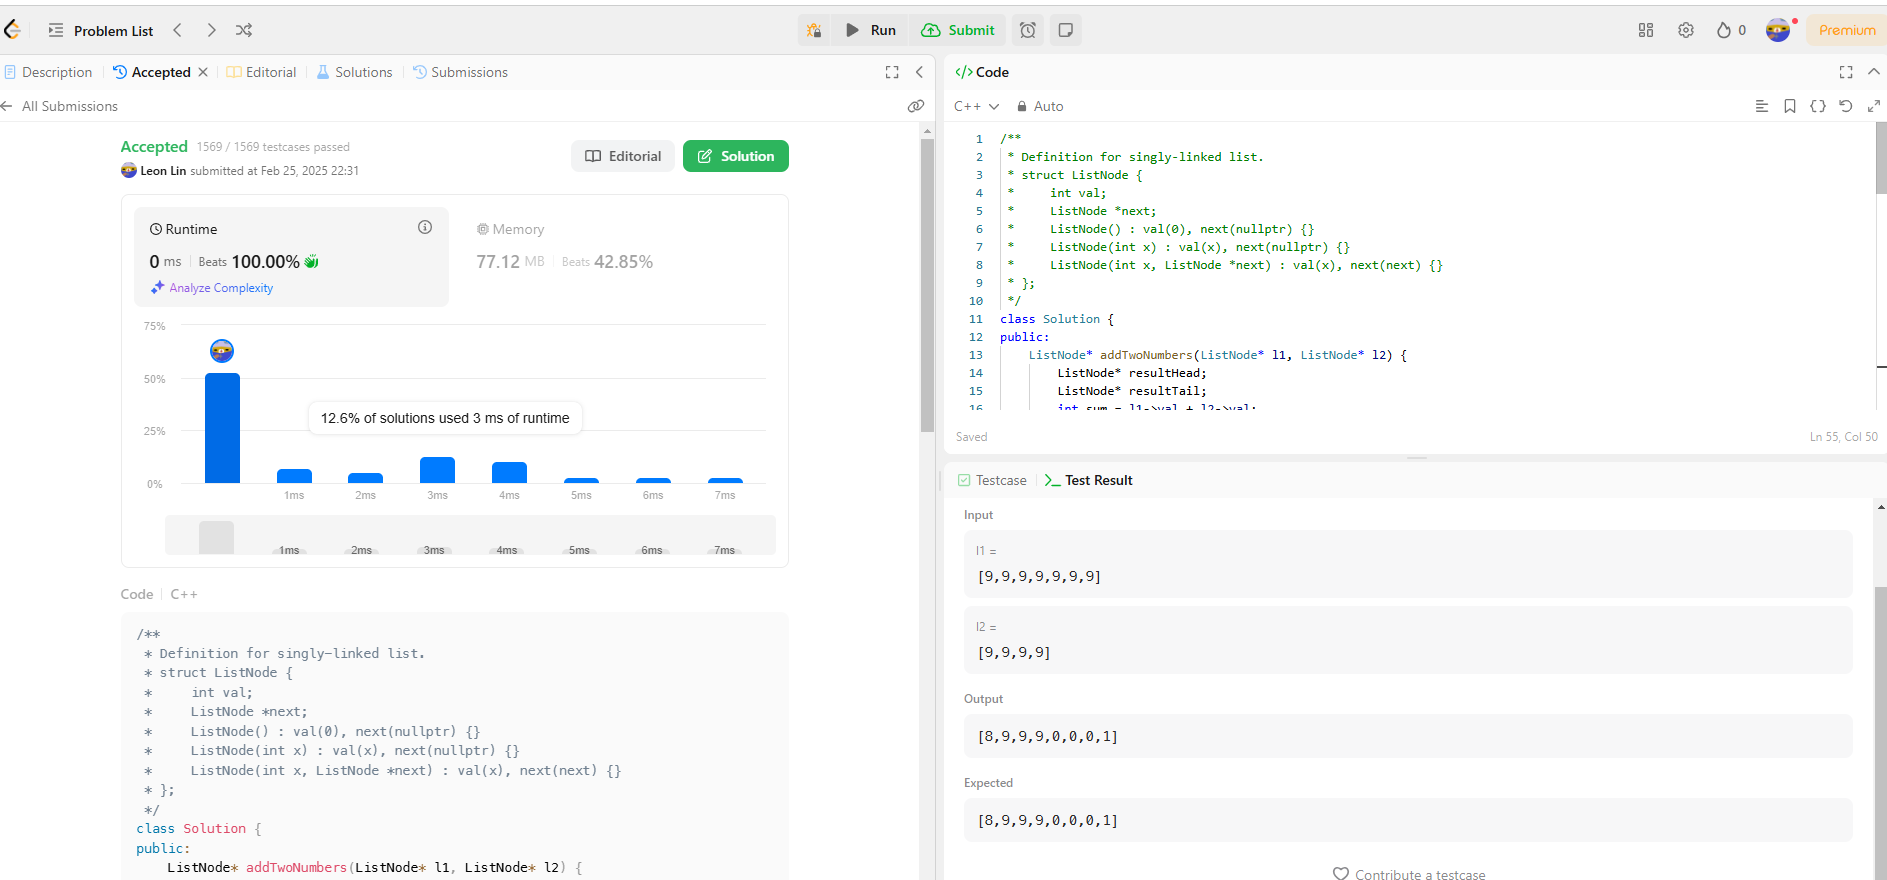 Problem List
Run
Submit
0
Premium
Description
Accepted
Editorial
Solutions
Submissions
All Submissions
Accepted 1569 / 1569 testcases passed
Leon Lin submitted at Feb 25, 2025 22:31
Editorial
Solution
Runtime
0 ms Beats 100.00%
Analyze Complexity
Memory
77.12 MB Beats 42.85%
75%
50%
25%
0%
12.6% of solutions used 3 ms of runtime
1ms 2ms 3ms 4ms 5ms 6ms 7ms
1ms 2ms 3ms 4ms 5ms 6ms 7ms
Code C++
/**
 * Definition for singly-linked list.
 * struct ListNode {
 *     int val;
 *     ListNode *next;
 *     ListNode() : val(0), next(nullptr) {}
 *     ListNode(int x) : val(x), next(nullptr) {}
 *     ListNode(int x, ListNode *next) : val(x), next(next) {}
 * };
 */
class Solution {
public:
    ListNode* addTwoNumbers(ListNode* l1, ListNode* l2) {
</> Code
C++ Auto
1 /**
2  * Definition for singly-linked list.
3  * struct ListNode {
4  *     int val;
5  *     ListNode *next;
6  *     ListNode() : val(0), next(nullptr) {}
7  *     ListNode(int x) : val(x), next(nullptr) {}
8  *     ListNode(int x, ListNode *next) : val(x), next(next) {}
9  * };
10  */
11 class Solution {
12 public:
13     ListNode* addTwoNumbers(ListNode* l1, ListNode* l2) {
14         ListNode* resultHead;
15         ListNode* resultTail;
16         int sum = l1->val + l2->val;
Saved
Ln 55, Col 50
Testcase
Test Result
Input
l1 =
[9,9,9,9,9,9,9]
l2 =
[9,9,9,9]
Output
[8,9,9,9,0,0,0,1]
Expected
[8,9,9,9,0,0,0,1]
Contribute a testcase